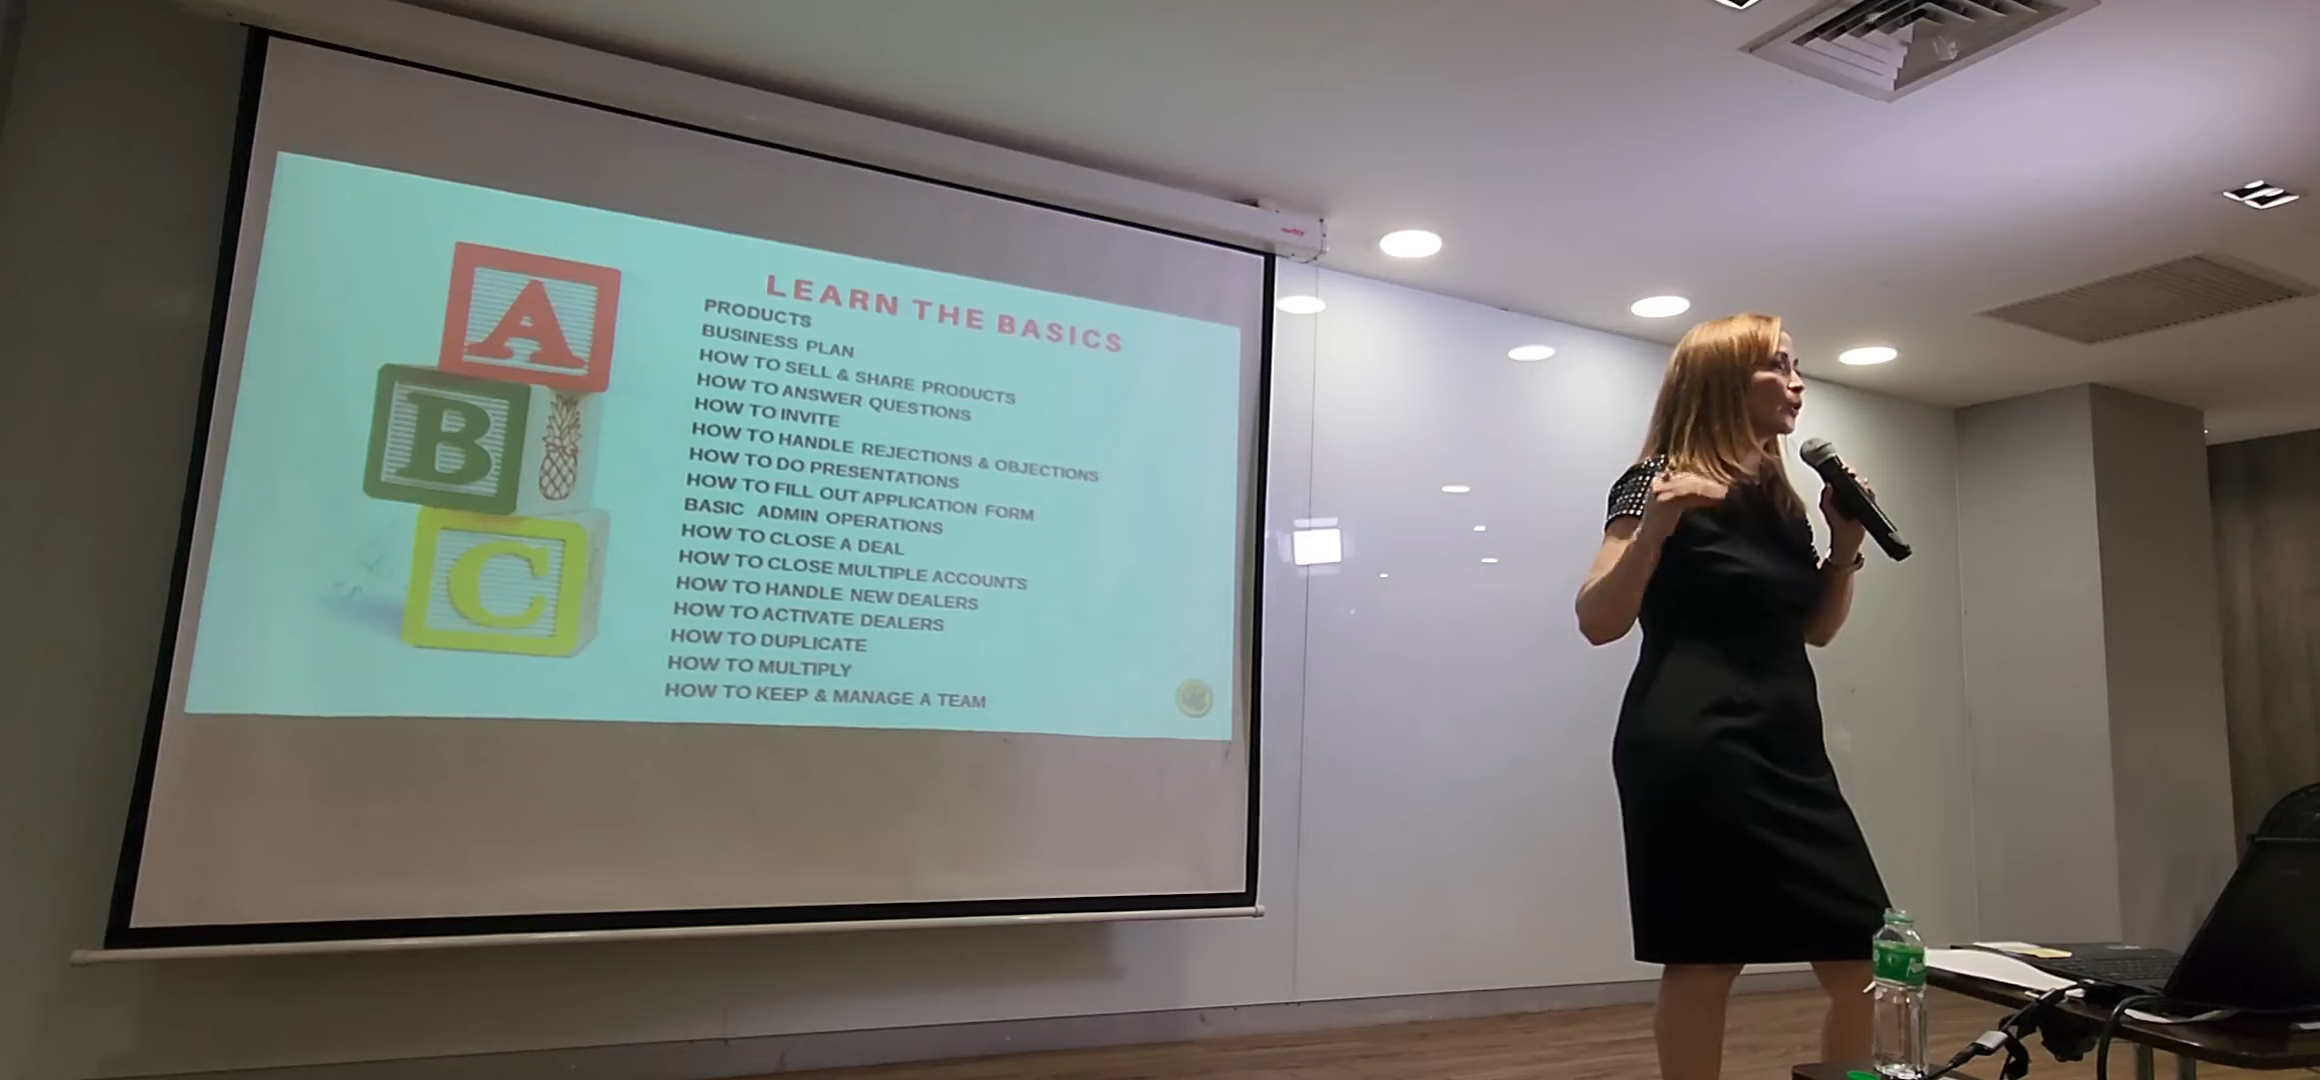 LEARN THE BASICS
PRODUCTS
BUSINESS PLAN
HOW TO SELL & SHARE PRODUCTS
HOW TO ANSWER QUESTIONS
HOW TO INVITE
HOW TO HANDLE REJECTIONS & OBJECTIONS
HOW TO DO PRESENTATIONS
HOW TO FILL OUT APPLICATION FORM
BASIC ADMIN OPERATIONS
HOW TO CLOSE A DEAL
HOW TO CLOSE MULTIPLE ACCOUNTS
HOW TO HANDLE NEW DEALERS
HOW TO ACTIVATE DEALERS
HOW TO DUPLICATE
HOW TO MULTIPLY
HOW TO KEEP & MANAGE A TEAM
A
B
C